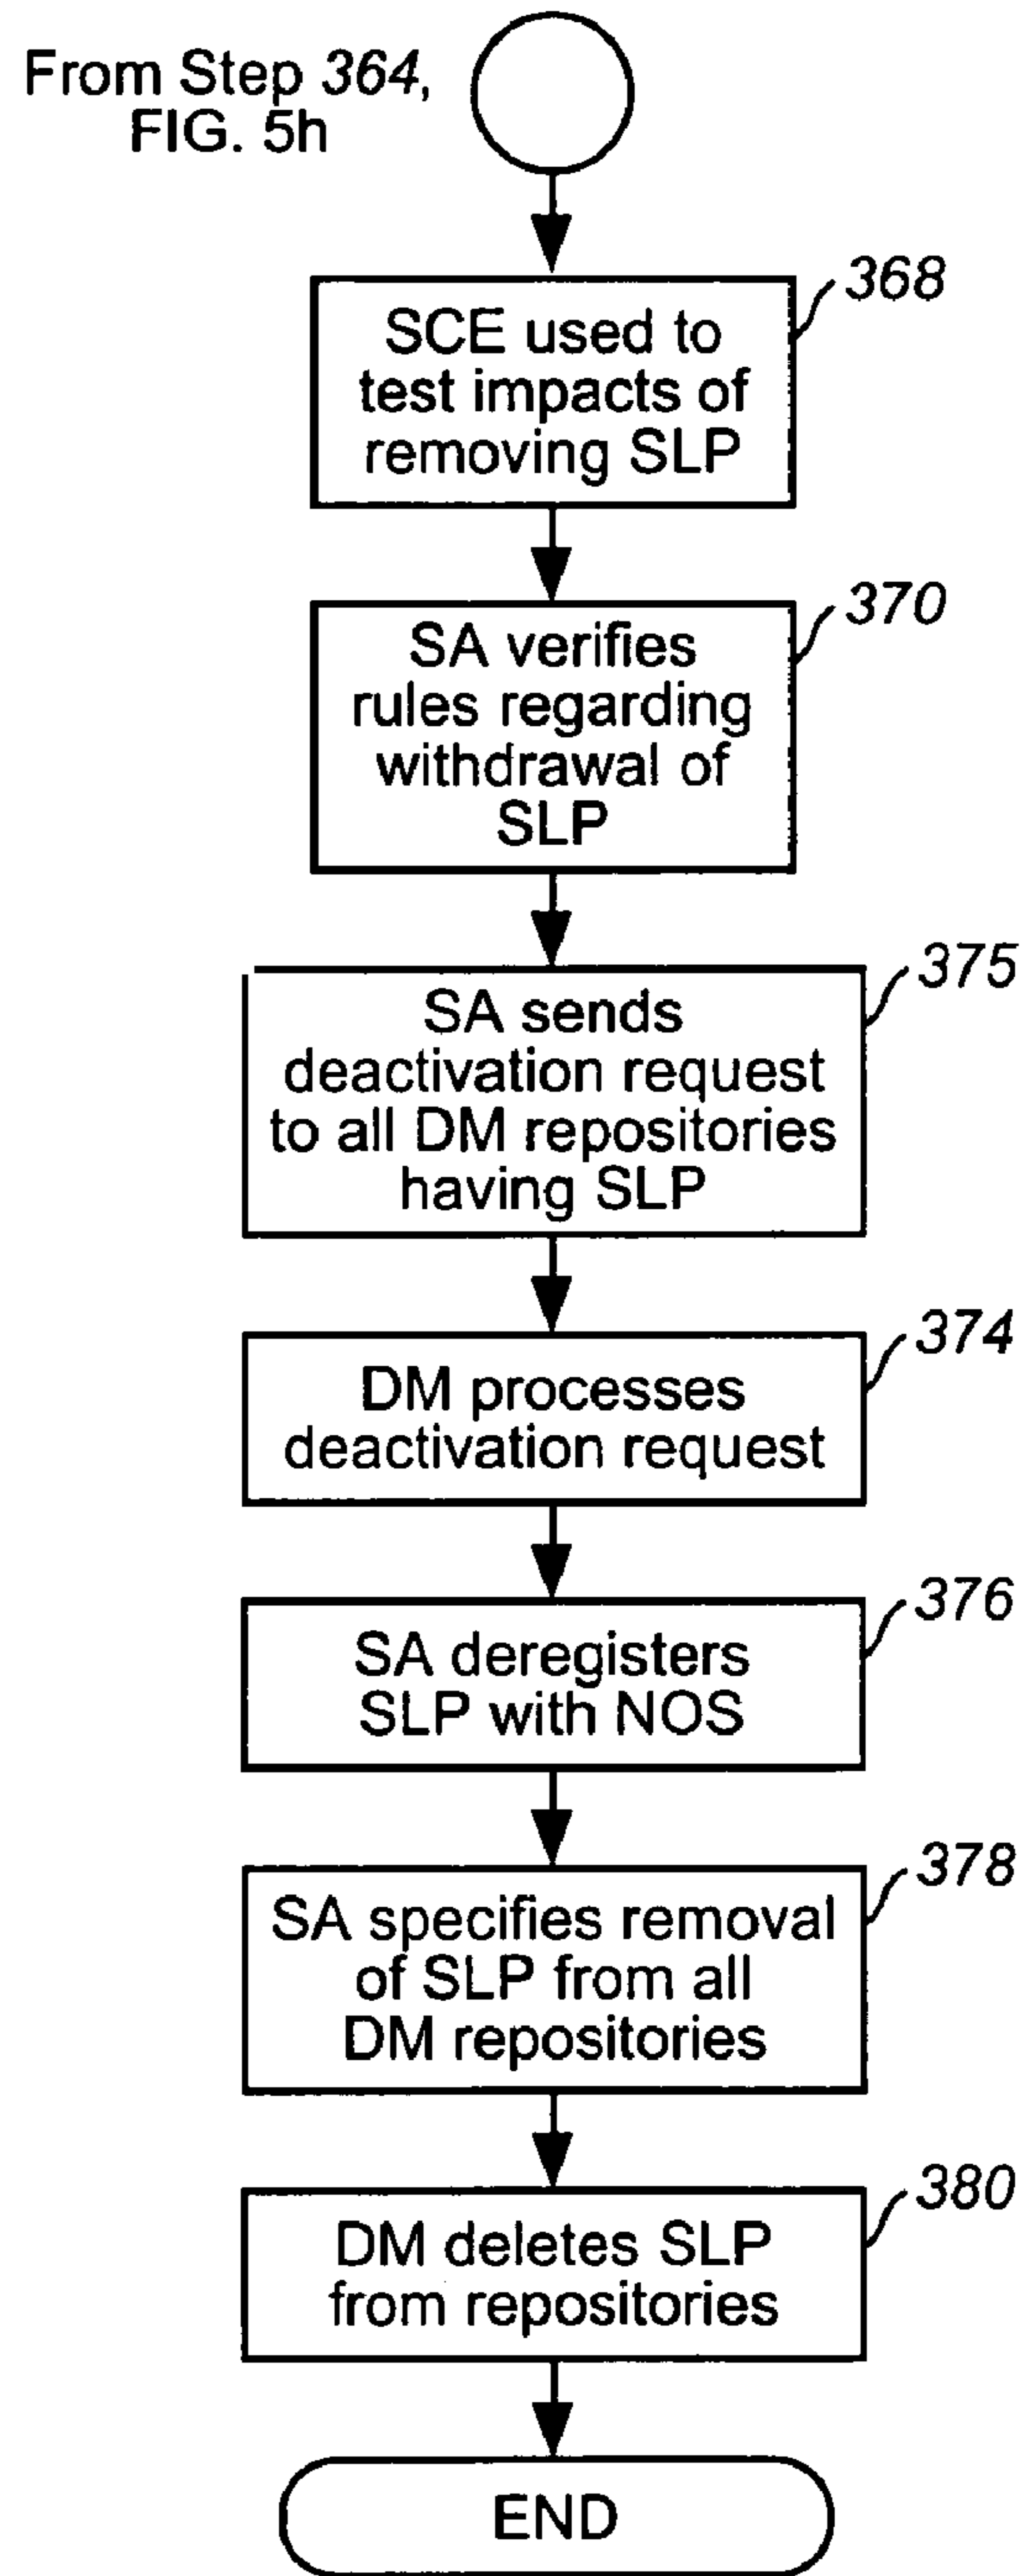 From Step 364,
FIG. 5h
368
SCE used to
test impacts of
removing SLP
370
SA verifies
rules regarding
withdrawal of
SLP
375
SA sends
deactivation request
to all DM repositories
having SLP
374
DM processes
deactivation request
376
SA deregisters
SLP with NOS
378
SA specifies removal
of SLP from all
DM repositories
380
DM deletes SLP
from repositories
END